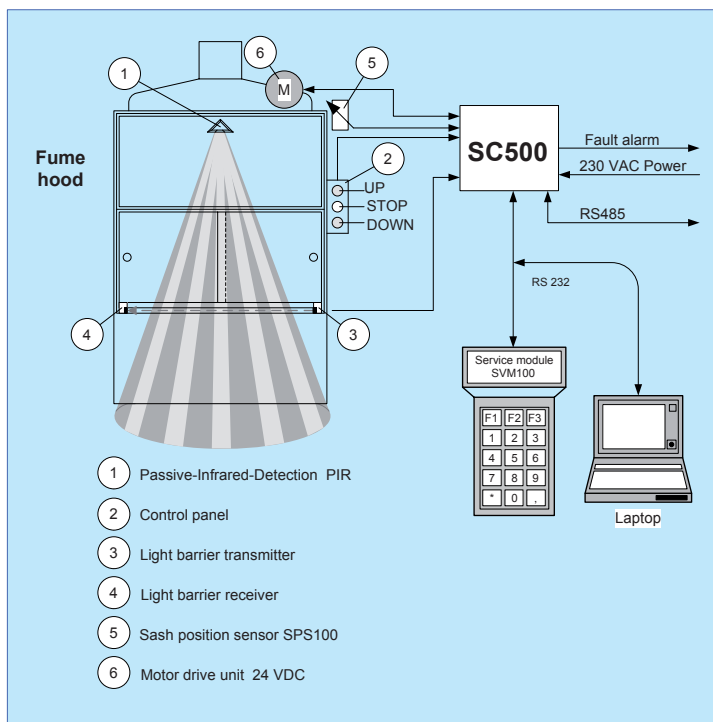 6
1
5
M
SC500
Fault alarm
Fume
hood
2
230 VAC Power
UP
STOP
DOWN
RS485
RS 232
4
3
Service module
SVM100
F1 F2 F3
1 2 3
4 5 6
7 8 9
* 0 ,
Laptop
1 Passive-Infrared-Detection PIR
2 Control panel
3 Light barrier transmitter
4 Light barrier receiver
5 Sash position sensor SPS100
6 Motor drive unit 24 VDC